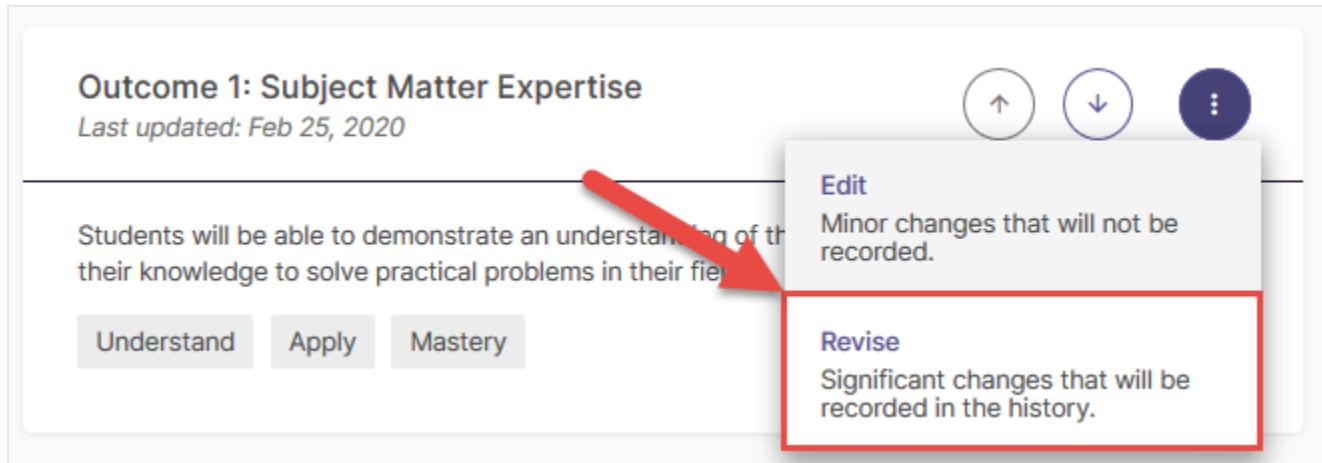 Outcome 1: Subject Matter Expertise
Last updated: Feb 25, 2020
Students will be able to demonstrate an understanding of
their knowledge to solve practical problems in their
Understand Apply Mastery
Edit
Minor changes that will not be
recorded.
Revise
Significant changes that will be
recorded in the history.